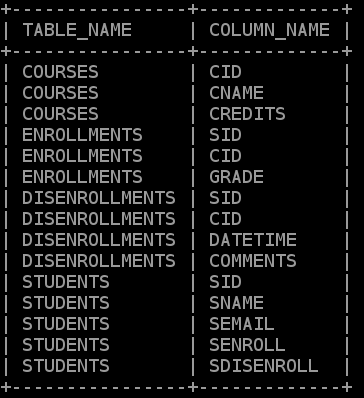 +----------------+-------------+
| TABLE_NAME     | COLUMN_NAME |
+----------------+-------------+
| COURSES        | CID         |
| COURSES        | CNAME       |
| COURSES        | CREDITS     |
| ENROLLMENTS    | SID         |
| ENROLLMENTS    | CID         |
| ENROLLMENTS    | GRADE       |
| DISENROLLMENTS | SID         |
| DISENROLLMENTS | CID         |
| DISENROLLMENTS | DATETIME    |
| DISENROLLMENTS | COMMENTS    |
| STUDENTS       | SID         |
| STUDENTS       | SNAME       |
| STUDENTS       | SEMAIL      |
| STUDENTS       | SENROLL     |
| STUDENTS       | SDISENROLL  |
+----------------+-------------+